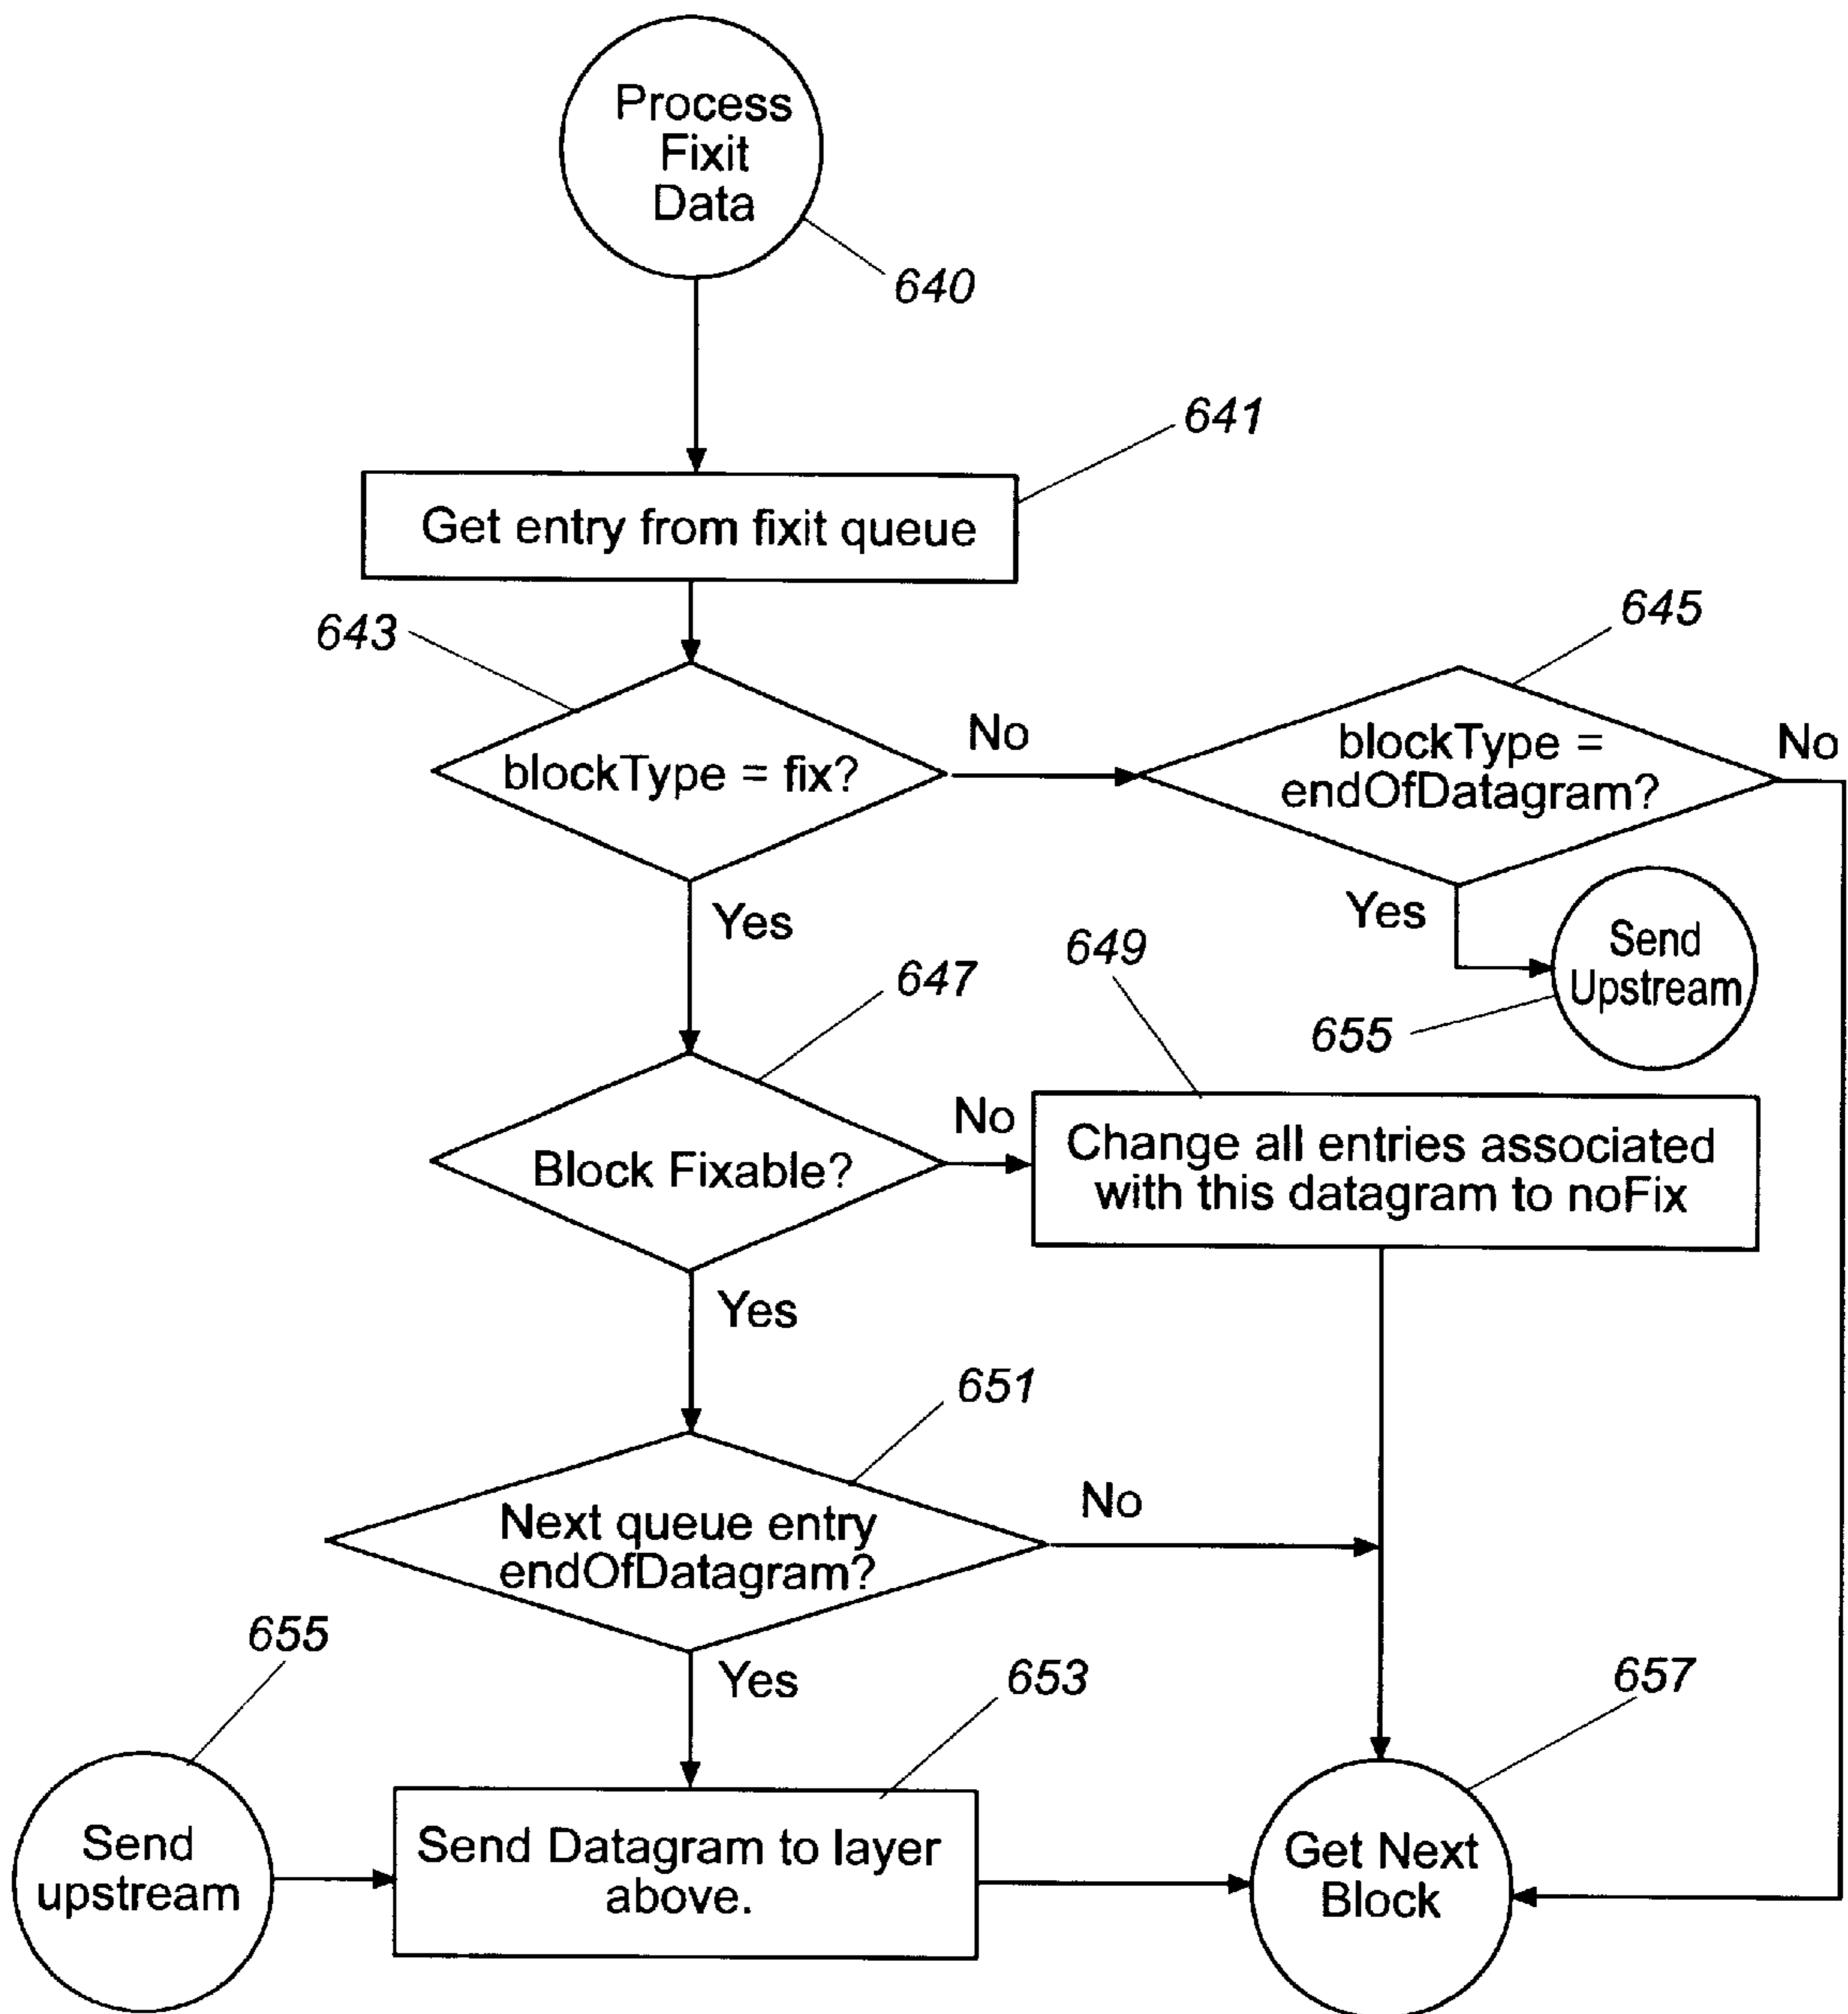 Process
Fixit
Data
640
641
Get entry from fixit queue
643
645
blockType = fix?
No
blockType =
endOfDatagram?
No
Yes
Yes
Send
Upstream
655
647
649
Block Fixable?
No
Change all entries associated
with this datagram to noFix
Yes
651
Next queue entry
endOfDatagram?
No
655
Yes
653
657
Send
upstream
Send Datagram to layer
above.
Get Next
Block